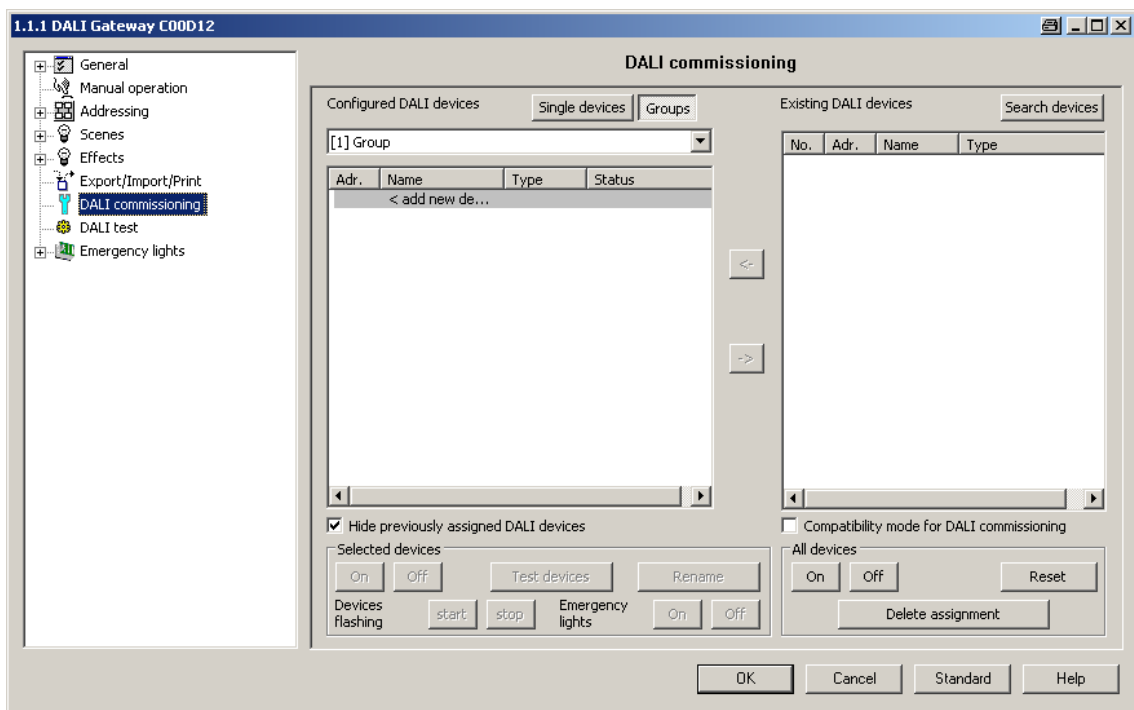 1.1.1 DALI Gateway C00D12
General
Manual operation
Addressing
Scenes
Effects
Export/Import/Print
DALI commissioning
DALI test
Emergency lights
DALI commissioning
Configured DALI devices
Single devices
Groups
[1] Group
Adr. Name Type Status
< add new de...
<-
->
Hide previously assigned DALI devices
Selected devices
On Off Test devices Rename
Devices flashing
start stop
Emergency lights
On Off
Existing DALI devices
Search devices
No. Adr. Name Type
Compatibility mode for DALI commissioning
All devices
On Off Reset
Delete assignment
OK Cancel Standard Help